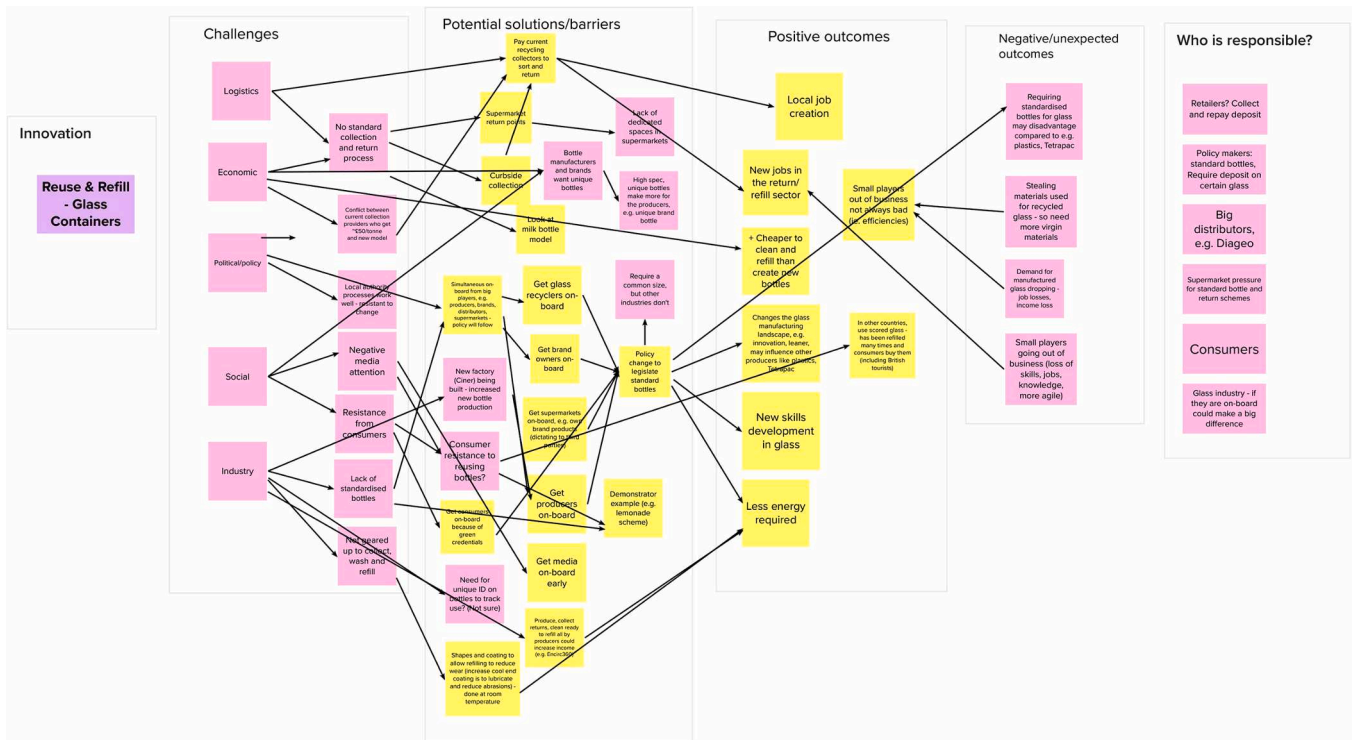 Innovation
Reuse & Refill
- Glass
Containers
Challenges
Logistics
Economic
Political/policy
Social
Industry
No standard
collection
and return
process
Conflict between
current collection
providers who get
~£50/tonne
and new model
Local authority
processes work
well - resistant to
change
Negative
media
attention
Resistance
from
consumers
Lack of
standardised
bottles
Not geared
up to collect,
wash and
refill
Potential solutions/barriers
Pay current
recycling
collectors to
sort and
return
Supermarket
return points
Lack of
dedicated
spaces in
supermarkets
Curbside
collection
Bottle
manufacturers
and brands
want unique
bottles
High spec,
unique bottles
make more for
the producers,
e.g. unique brand
bottle
Look at
milk bottle
model
Simultaneous on-
board from big
players, e.g.
producers, brands,
distributors,
supermarkets -
policy will follow
Get glass
recyclers on-
board
Require a
common size,
but other
industries don't
Get brand
owners on-
board
Policy
change to
legislate
standard
bottles
New factory
(Ciner) being
built - increased
new bottle
production
Get supermarkets
on-board, e.g. own
brand products
(dictating to third
parties)
Consumer
resistance to
reusing
bottles?
Get
producers
on-board
Demonstrator
example (e.g.
lemonade
scheme)
Get consumers
on-board
because of
green
credentials
Get media
on-board
early
Need for
unique ID on
bottles to track
use? (Not sure)
Produce, collect
returns, clean ready
to refill all by
producers could
increase income
(e.g. Encirc360)
Shapes and coating to
allow refilling to reduce
wear (increase cool end
coating is to lubricate
and reduce abrasions) -
done at room
temperature
Positive outcomes
Local job
creation
New jobs in
the return/
refill sector
Small players
out of business
not always bad
(ie. efficiencies)
+ Cheaper to
clean and
refill than
create new
bottles
Changes the glass
manufacturing
landscape, e.g.
innovation, leaner,
may influence other
producers like plastics,
Tetrapac
In other countries,
use scored glass -
has been refilled
many times and
consumers buy them
(including British
tourists)
New skills
development
in glass
Less energy
required
Negative/unexpected
outcomes
Requiring
standardised
bottles for glass
may disadvantage
compared to e.g.
plastics, Tetrapac
Stealing
materials used
for recycled
glass - so need
more virgin
materials
Demand for
manufactured
glass dropping -
job losses,
income loss
Small players
going out of
business (loss of
skills, jobs,
knowledge,
more agile)
Who is responsible?
Retailers? Collect
and repay deposit
Policy makers:
standard bottles,
Require deposit on
certain glass
Big
distributors,
e.g. Diageo
Supermarket pressure
for standard bottle and
return schemes
Consumers
Glass industry - if
they are on-board
could make a big
difference